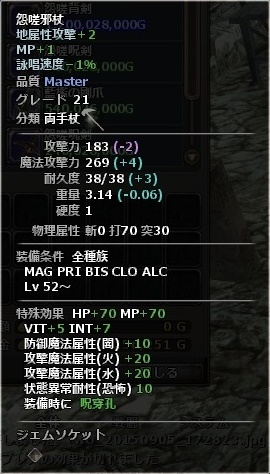 怨嗟邪杖
地属性攻撃+2
MP+1
詠唱速度-1%
品質 Master
グレード 21
分類 両手杖
攻撃力 183 (-2)
魔法攻撃力 269 (+4)
耐久度 38/38 (+3)
重量 3.14 (-0.06)
硬度 1
物理属性 斬0 打70 突30
装備条件 全種族
MAG PRI BIS CLO ALC
Lv 52～
特殊効果 HP+70 MP+70
VIT+5 INT+7
防御魔法属性(闇) +10
攻撃魔法属性(火) +20
攻撃魔法属性(水) +20
状態異常耐性(恐怖) 10
装備時に 呪穿孔
ジェムソケット